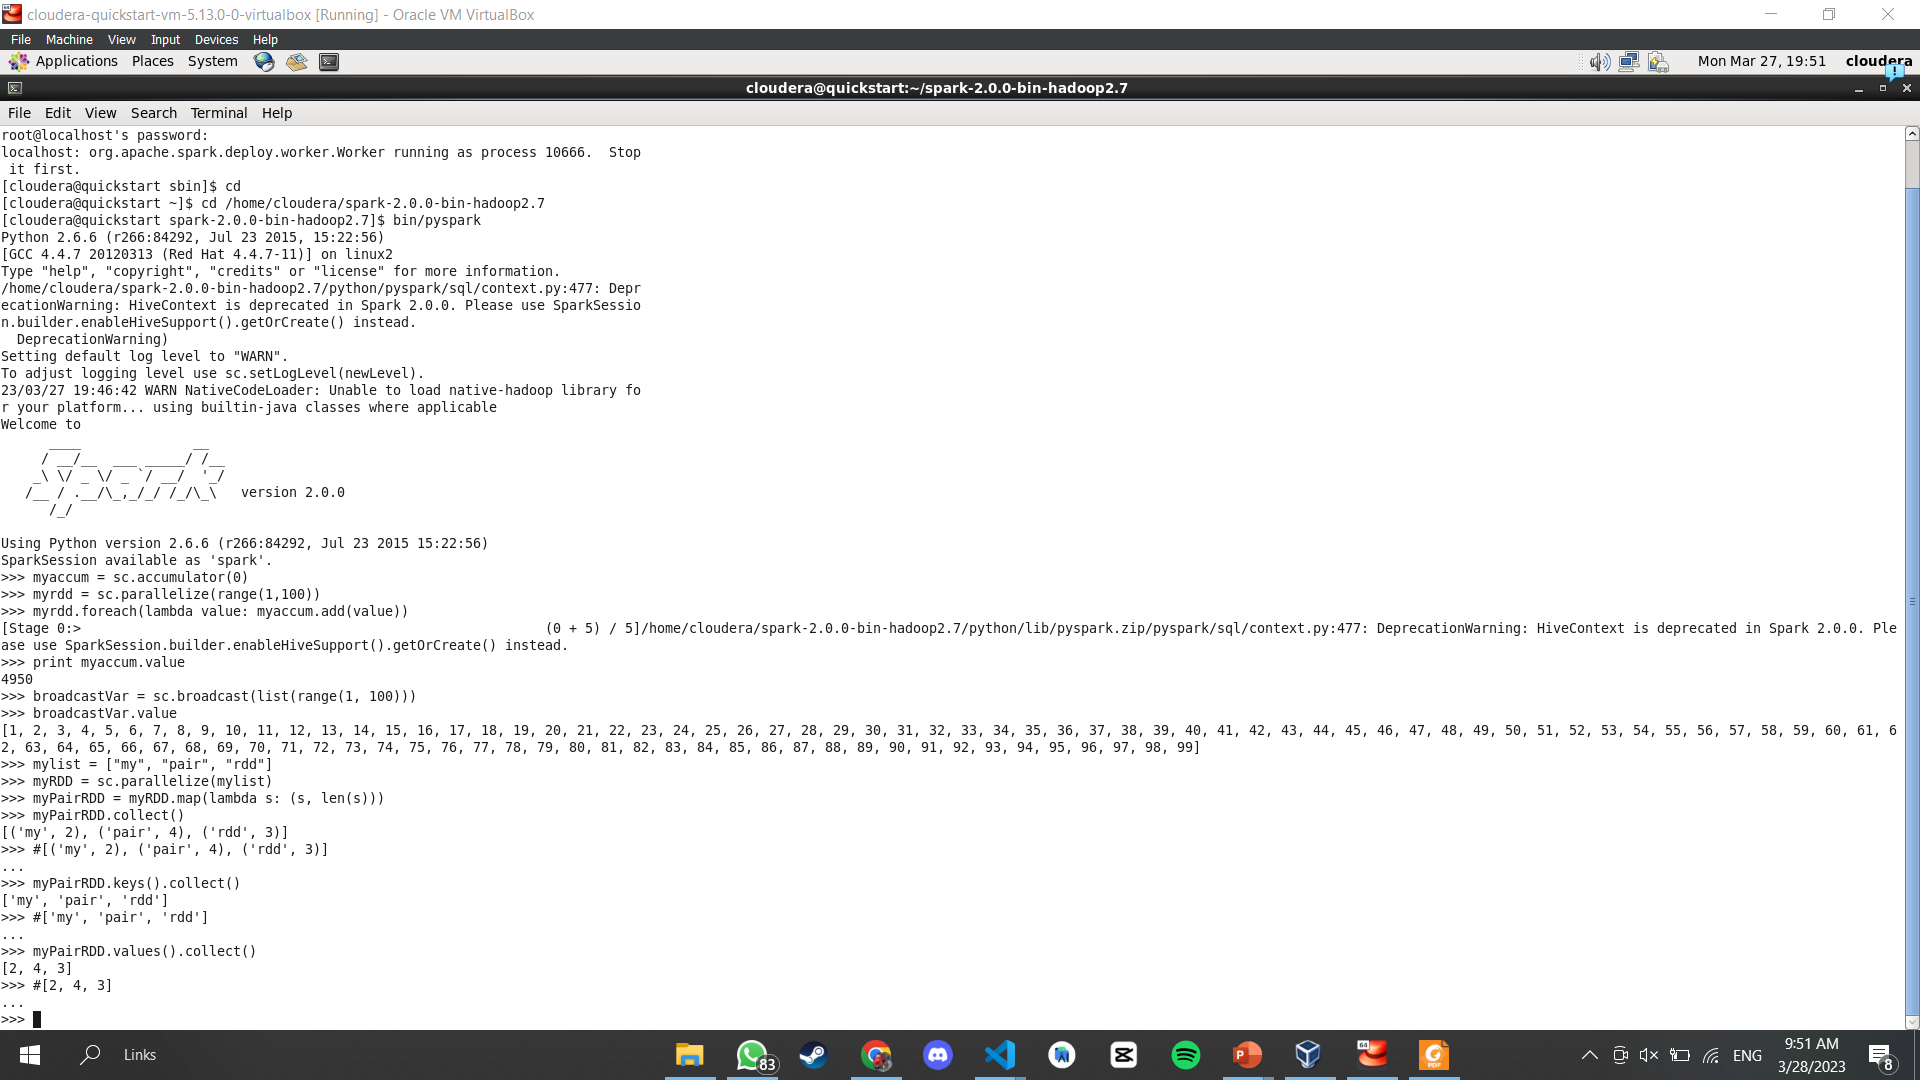 cloudera-quickstart-vm-5.13.0-0-virtualbox [Running] - Oracle VM VirtualBox
File Machine View Input Devices Help
Applications Places System Mon Mar 27, 19:51 cloudera
cloudera@quickstart:~/spark-2.0.0-bin-hadoop2.7
File Edit View Search Terminal Help
root@localhost's password:
localhost: org.apache.spark.deploy.worker.Worker running as process 10666.  Stop
 it first.
[cloudera@quickstart sbin]$ cd
[cloudera@quickstart ~]$ cd /home/cloudera/spark-2.0.0-bin-hadoop2.7
[cloudera@quickstart spark-2.0.0-bin-hadoop2.7]$ bin/pyspark
Python 2.6.6 (r266:84292, Jul 23 2015, 15:22:56)
[GCC 4.4.7 20120313 (Red Hat 4.4.7-11)] on linux2
Type "help", "copyright", "credits" or "license" for more information.
/home/cloudera/spark-2.0.0-bin-hadoop2.7/python/pyspark/sql/context.py:477: Depr
ecationWarning: HiveContext is deprecated in Spark 2.0.0. Please use SparkSessio
n.builder.enableHiveSupport().getOrCreate() instead.
  DeprecationWarning)
Setting default log level to "WARN".
To adjust logging level use sc.setLogLevel(newLevel).
23/03/27 19:46:42 WARN NativeCodeLoader: Unable to load native-hadoop library fo
r your platform... using builtin-java classes where applicable
Welcome to
      ____              __
     / __/__  ___ _____/ /__
    _\ \/ _ \/ _ `/ __/  '_/
   /__ / .__/\_,_/_/ /_/\_\   version 2.0.0
      /_/
Using Python version 2.6.6 (r266:84292, Jul 23 2015 15:22:56)
SparkSession available as 'spark'.
>>> myaccum = sc.accumulator(0)
>>> myrdd = sc.parallelize(range(1,100))
>>> myrdd.foreach(lambda value: myaccum.add(value))
[Stage 0:>                                                          (0 + 5) / 5]/home/cloudera/spark-2.0.0-bin-hadoop2.7/python/lib/pyspark.zip/pyspark/sql/context.py:477: DeprecationWarning: HiveContext is deprecated in Spark 2.0.0. Ple
ase use SparkSession.builder.enableHiveSupport().getOrCreate() instead.
>>> print myaccum.value
4950
>>> broadcastVar = sc.broadcast(list(range(1, 100)))
>>> broadcastVar.value
[1, 2, 3, 4, 5, 6, 7, 8, 9, 10, 11, 12, 13, 14, 15, 16, 17, 18, 19, 20, 21, 22, 23, 24, 25, 26, 27, 28, 29, 30, 31, 32, 33, 34, 35, 36, 37, 38, 39, 40, 41, 42, 43, 44, 45, 46, 47, 48, 49, 50, 51, 52, 53, 54, 55, 56, 57, 58, 59, 60, 61, 6
2, 63, 64, 65, 66, 67, 68, 69, 70, 71, 72, 73, 74, 75, 76, 77, 78, 79, 80, 81, 82, 83, 84, 85, 86, 87, 88, 89, 90, 91, 92, 93, 94, 95, 96, 97, 98, 99]
>>> mylist = ["my", "pair", "rdd"]
>>> myRDD = sc.parallelize(mylist)
>>> myPairRDD = myRDD.map(lambda s: (s, len(s)))
>>> myPairRDD.collect()
[('my', 2), ('pair', 4), ('rdd', 3)]
>>> #[('my', 2), ('pair', 4), ('rdd', 3)]
...
>>> myPairRDD.keys().collect()
['my', 'pair', 'rdd']
>>> #['my', 'pair', 'rdd']
...
>>> myPairRDD.values().collect()
[2, 4, 3]
>>> #[2, 4, 3]
...
>>>
Links 83 P PDF ENG 9:51 AM
3/28/2023 8